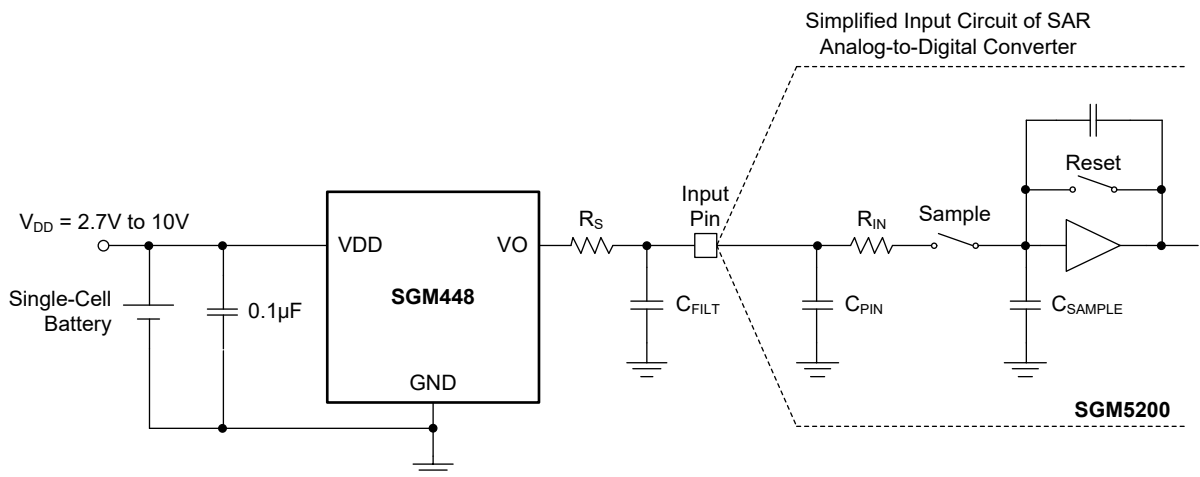 Simplified Input Circuit of SAR
Analog-to-Digital Converter
Reset
Input
Pin
V_DD = 2.7V to 10V
VDD
VO
R_S
R_IN
Sample
Single-Cell
Battery
0.1µF
SGM448
C_FILT
C_PIN
C_SAMPLE
GND
SGM5200